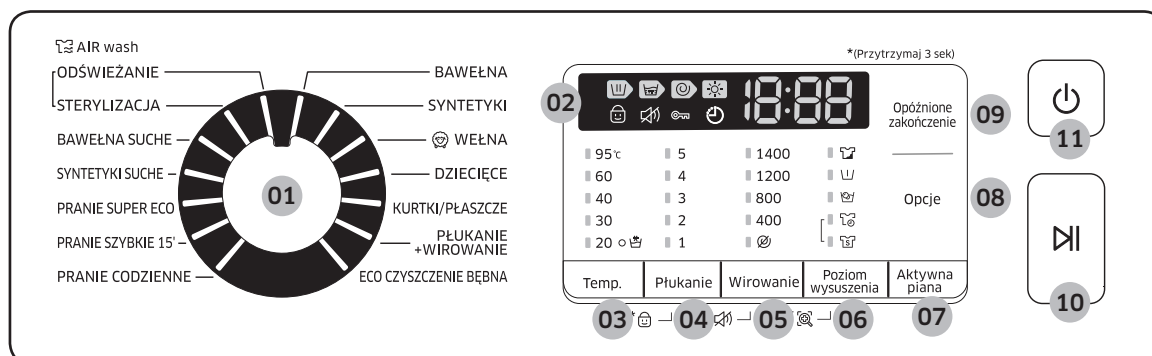 AIR wash
ODŚWIEŻANIE
STERYLIZACJA
BAWEŁNA SUCHE
SYNTETYKI SUCHE
PRANIE SUPER ECO
PRANIE SZYBKIE 15'
PRANIE CODZIENNE
01
BAWEŁNA
SYNTETYKI
WEŁNA
DZIECIĘCE
KURTKI/PŁASZCZE
PŁUKANIE
+WIROWANIE
ECO CZYSZCZENIE BĘBNA
*(Przytrzymaj 3 sek)
02
18:88
95℃ 5 1400
60 4 1200
40 3 800
30 2 400
20 1
Opóźnione
zakończenie
09
Opcje
08
Temp.
Płukanie
Wirowanie
Poziom
wysuszenia
Aktywna
piana
03 * 04 05 06 07
11
10